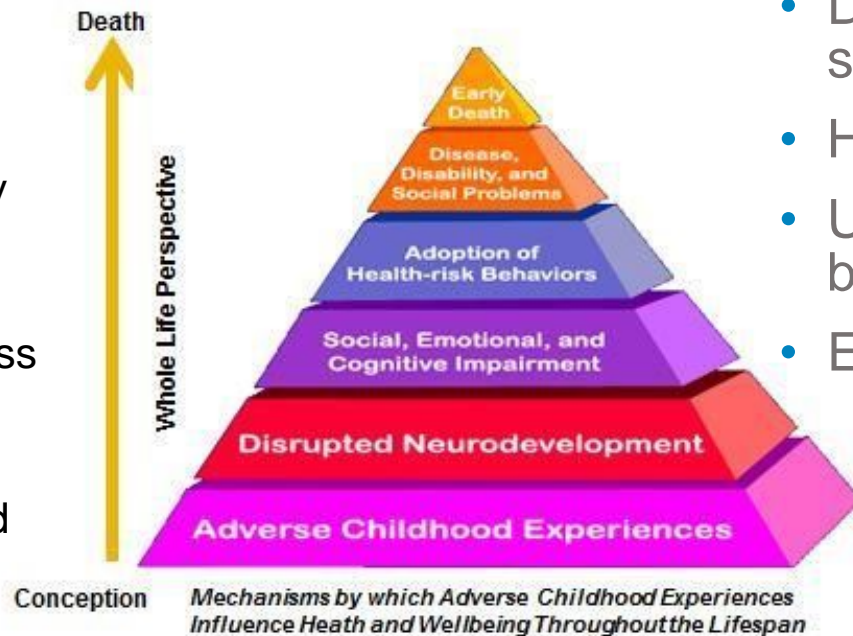 Death
Whole Life Perspective
Early
Death
Disease,
Disability, and
Social Problems
Adoption of
Health-risk Behaviors
Social, Emotional, and
Cognitive Impairment
Disrupted Neurodevelopment
Adverse Childhood Experiences
Conception
Mechanisms by which Adverse Childhood Experiences
Influence Heath and Wellbeing Throughout the Lifespan